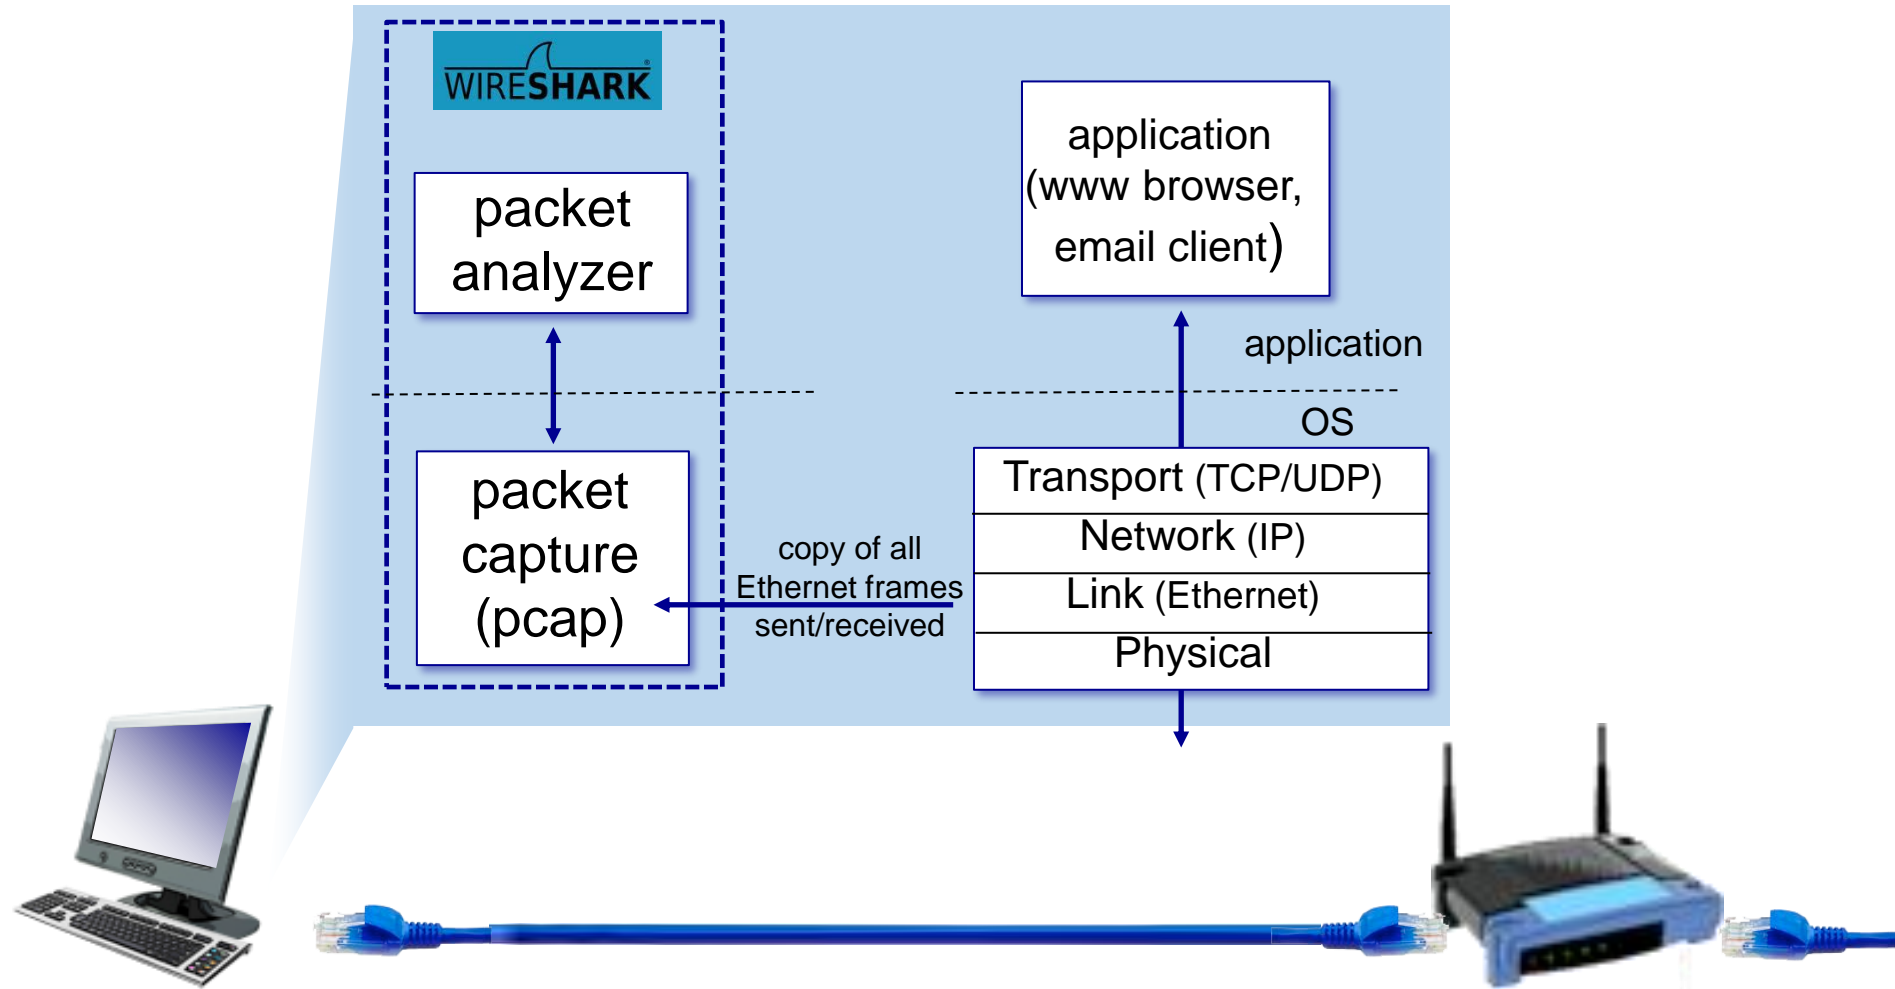 WIRESHARK
packet
analyzer
packet
capture
(pcap)
copy of all
Ethernet frames
sent/received
application
(www browser,
email client)
application
OS
Transport (TCP/UDP)
Network (IP)
Link (Ethernet)
Physical